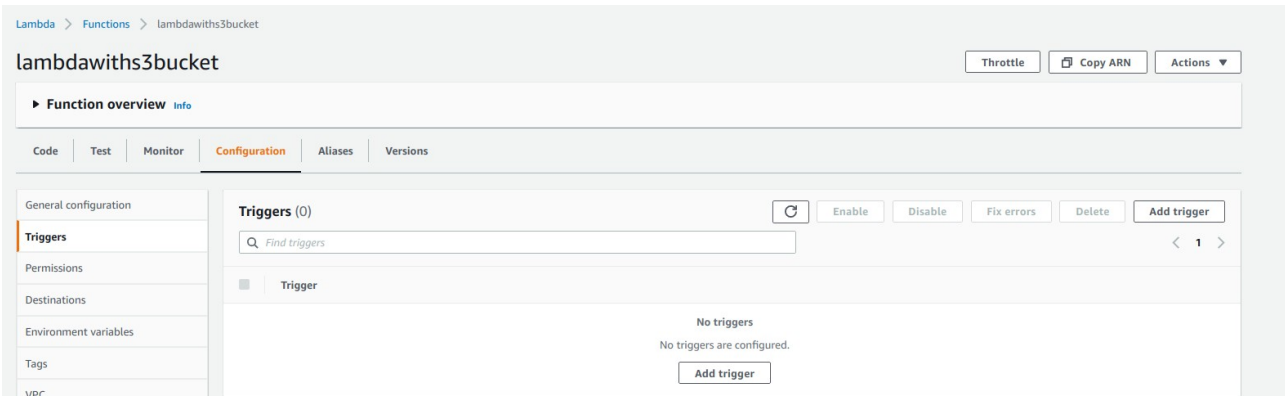 Lambda > Functions > lambdawiths3bucket
lambdawiths3bucket
Throttle Copy ARN Actions ▼
▶ Function overview Info
Code Test Monitor Configuration Aliases Versions
General configuration
Triggers
Permissions
Destinations
Environment variables
Tags
VPC
Triggers (0)
Enable Disable Fix errors Delete Add trigger
Find triggers
< 1 >
Trigger
No triggers
No triggers are configured.
Add trigger